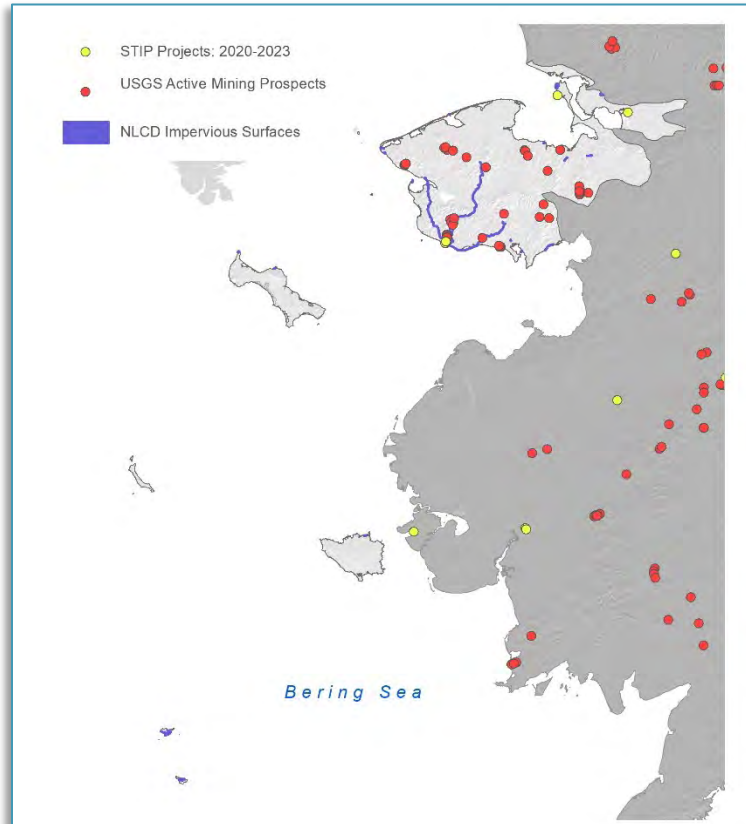 STIP Projects: 2020-2023
USGS Active Mining Prospects
NLCD Impervious Surfaces
Bering Sea